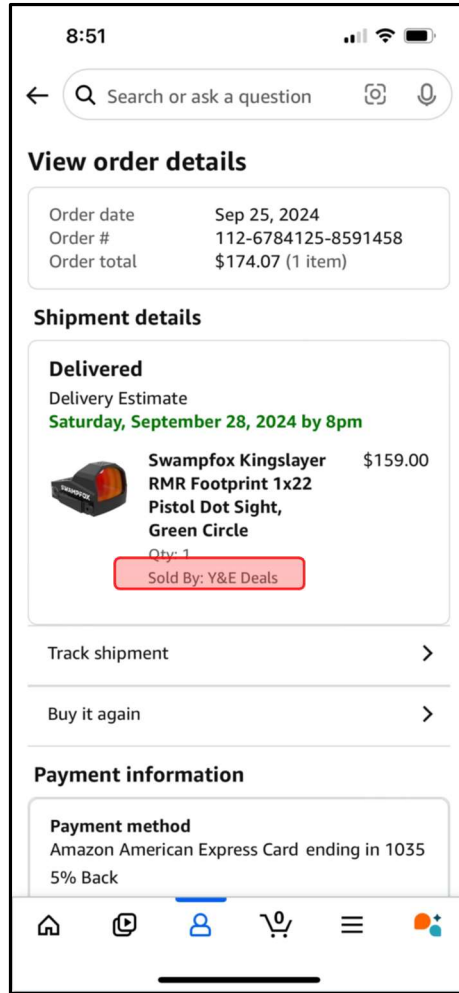 8:51
Search or ask a question
View order details
Order date Sep 25, 2024
Order # 112-6784125-8591458
Order total $174.07 (1 item)
Shipment details
Delivered
Delivery Estimate
Saturday, September 28, 2024 by 8pm
Swampfox Kingslayer $159.00
RMR Footprint 1x22
Pistol Dot Sight,
Green Circle
Qty: 1
Sold By: Y&E Deals
SWAMPFOX
Track shipment
Buy it again
Payment information
Payment method
Amazon American Express Card ending in 1035
5% Back
0